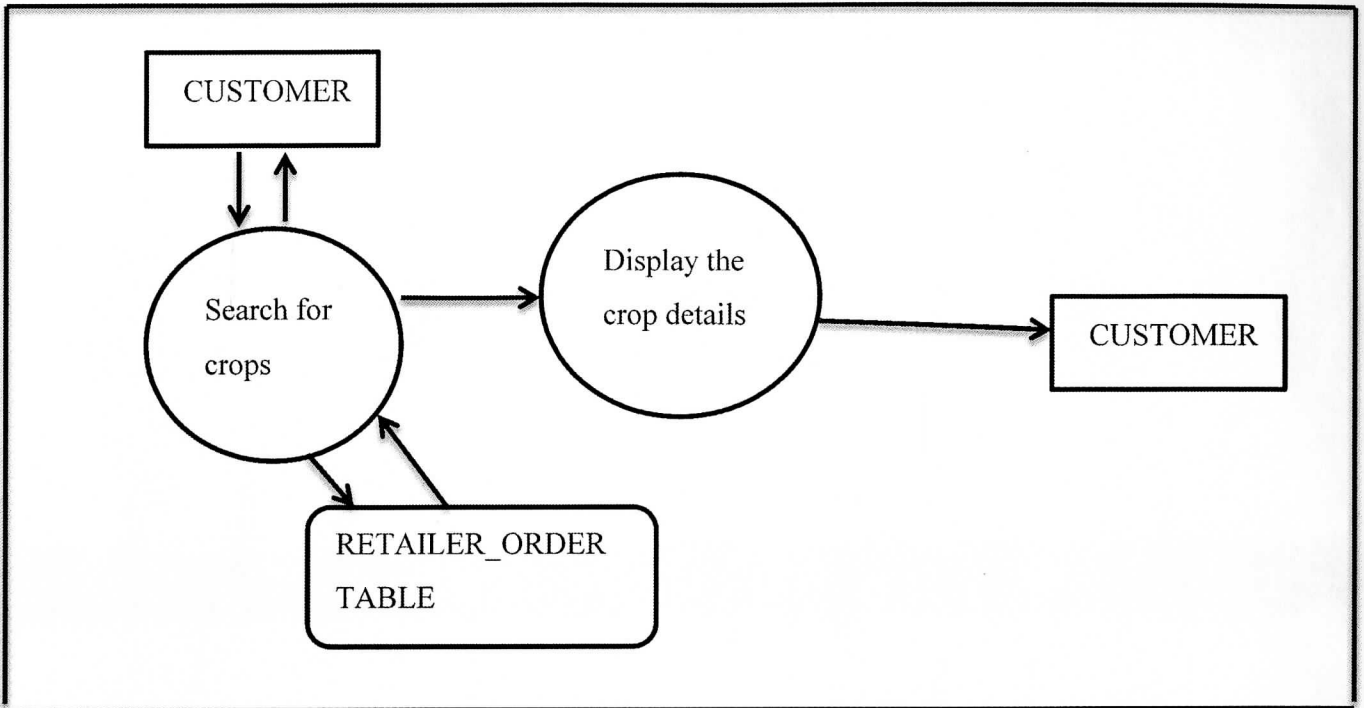 CUSTOMER
Search for
crops
Display the
crop details
CUSTOMER
RETAILER_ORDER
TABLE